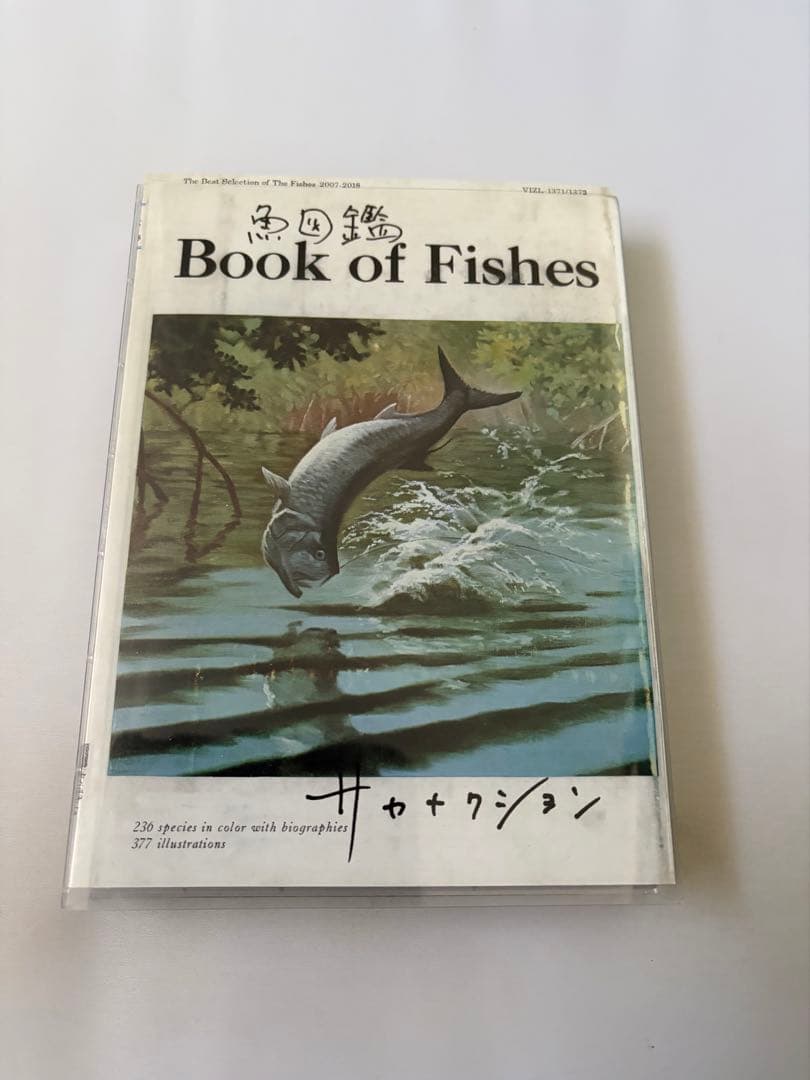 The Best Selection of The Fishes 2007-2018
VIZL-1371/1372
魚図鑑
Book of Fishes
サカナクション
236 species in color with biographies
377 illustrations